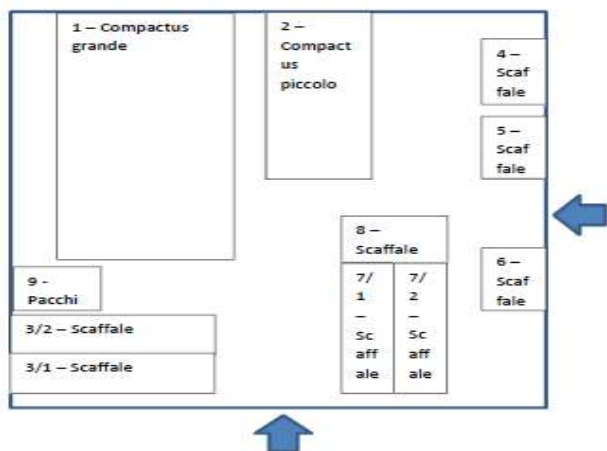 1 – Compactus
grande
2 –
Compact
us
piccolo
4 –
Scaf
fale
5 –
Scaf
fale
8 –
Scaffale
6 –
Scaf
fale
9 -
Pacchi
7/
1
–
Sc
aff
ale
7/
2
–
Sc
aff
ale
3/2 – Scaffale
3/1 – Scaffale